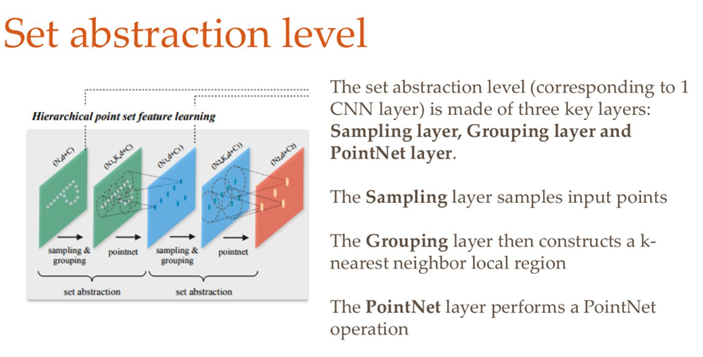 Set abstraction level
The set abstraction level (corresponding to 1
CNN layer) is made of three key layers:
Sampling layer, Grouping layer and
PointNet layer.
The Sampling layer samples input points
The Grouping layer then constructs a k-
nearest neighbor local region
The PointNet layer performs a PointNet
operation
Hierarchical point set feature learning
(N,d+C)
(N1,K,d+C)
(N1,d+C1)
(N2,K,d+C1)
(N2,d+C2)
sampling &
grouping
pointnet
sampling &
grouping
pointnet
set abstraction
set abstraction